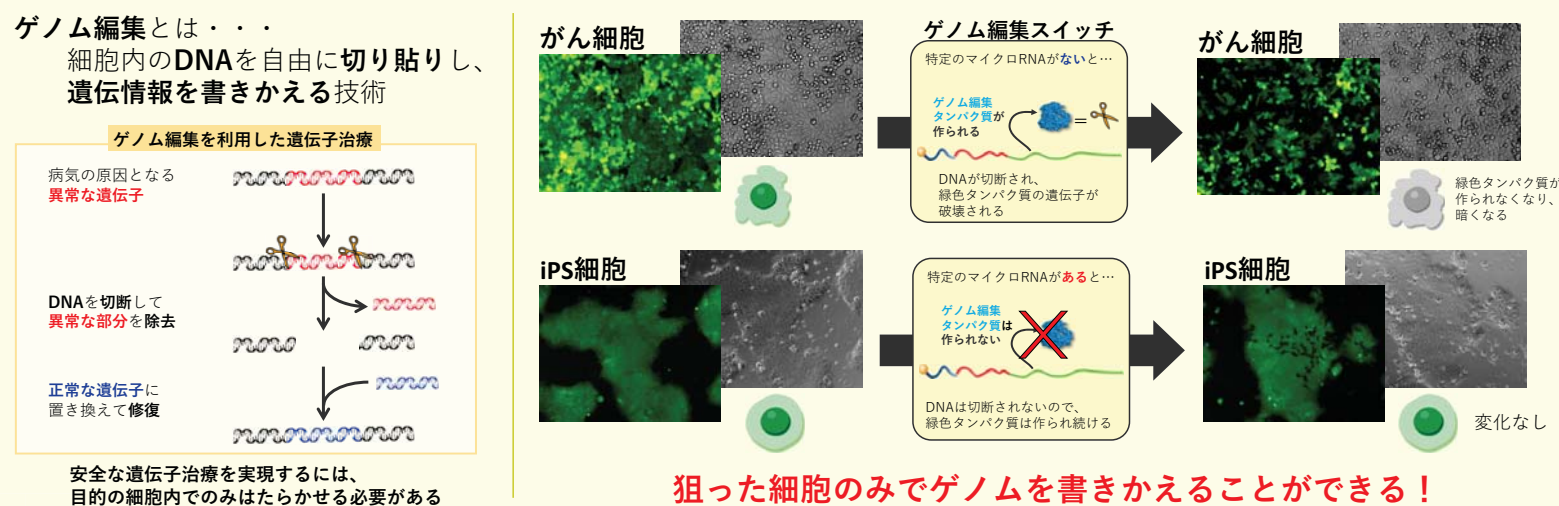 ゲノム編集とは・・・
細胞内のDNAを自由に切り貼りし、
遺伝情報を書きかえる技術
ゲノム編集を利用した遺伝子治療
病気の原因となる
異常な遺伝子
DNAを切断して
異常な部分を除去
正常な遺伝子に
置き換えて修復
安全な遺伝子治療を実現するには、
目的の細胞内でのみはたらかせる必要がある
がん細胞
ゲノム編集スイッチ
特定のマイクロRNAがないと…
ゲノム編集
タンパク質が
作られる
=
DNAが切断され、
緑色タンパク質の遺伝子が
破壊される
がん細胞
緑色タンパク質が
作られなくなり、
暗くなる
iPS細胞
特定のマイクロRNAがあると…
ゲノム編集
タンパク質は
作られない
DNAは切断されないので、
緑色タンパク質は作られ続ける
iPS細胞
変化なし
狙った細胞のみでゲノムを書きかえることができる！